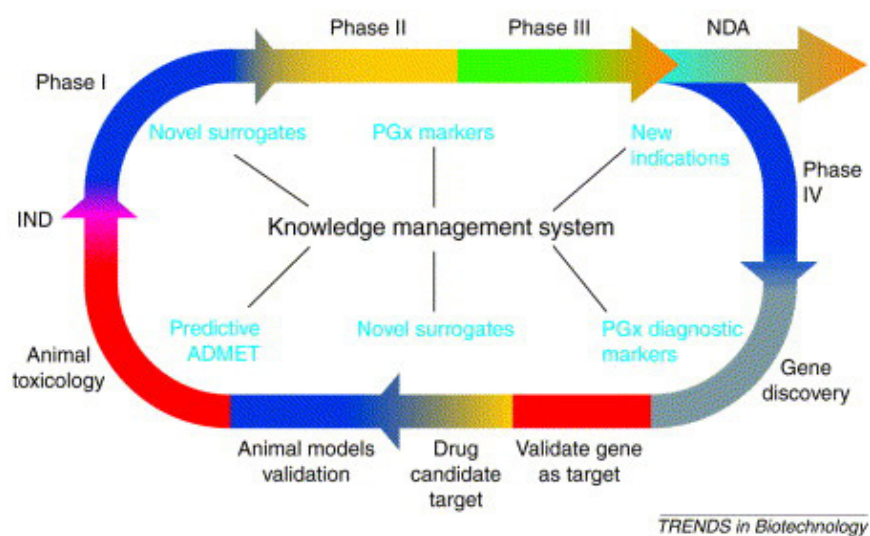 Phase II
Phase III
NDA
Phase I
Novel surrogates
PGx markers
New
indications
Phase
IV
IND
Knowledge management system
Predictive
ADMET
Novel surrogates
PGx diagnostic
markers
Animal
toxicology
Gene
discovery
Animal models
validation
Drug
candidate
target
Validate gene
as target
TRENDS in Biotechnology